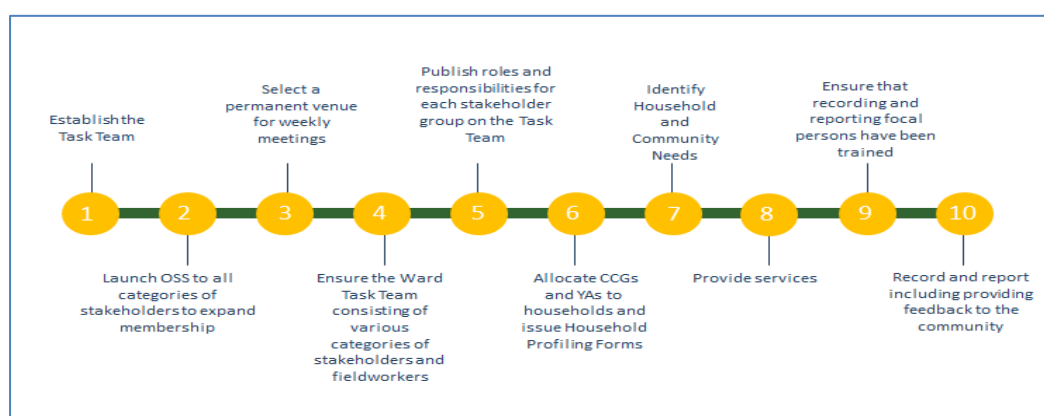 1
Establish the
Task Team
2
Launch OSS to all
categories of
stakeholders to expand
membership
3
Select a
permanent venue
for weekly
meetings
4
Ensure the Ward
Task Team
consisting of
various
categories of
stakeholders and
fieldworkers
5
Publish roles and
responsibilities for
each stakeholder
group on the Task
Team
6
Allocate CCGs
and YAs to
households and
issue Household
Profiling Forms
7
Identify
Household
and
Community
Needs
8
Provide services
9
Ensure that
recording and
reporting focal
persons have been
trained
10
Record and report
including providing
feedback to the
community